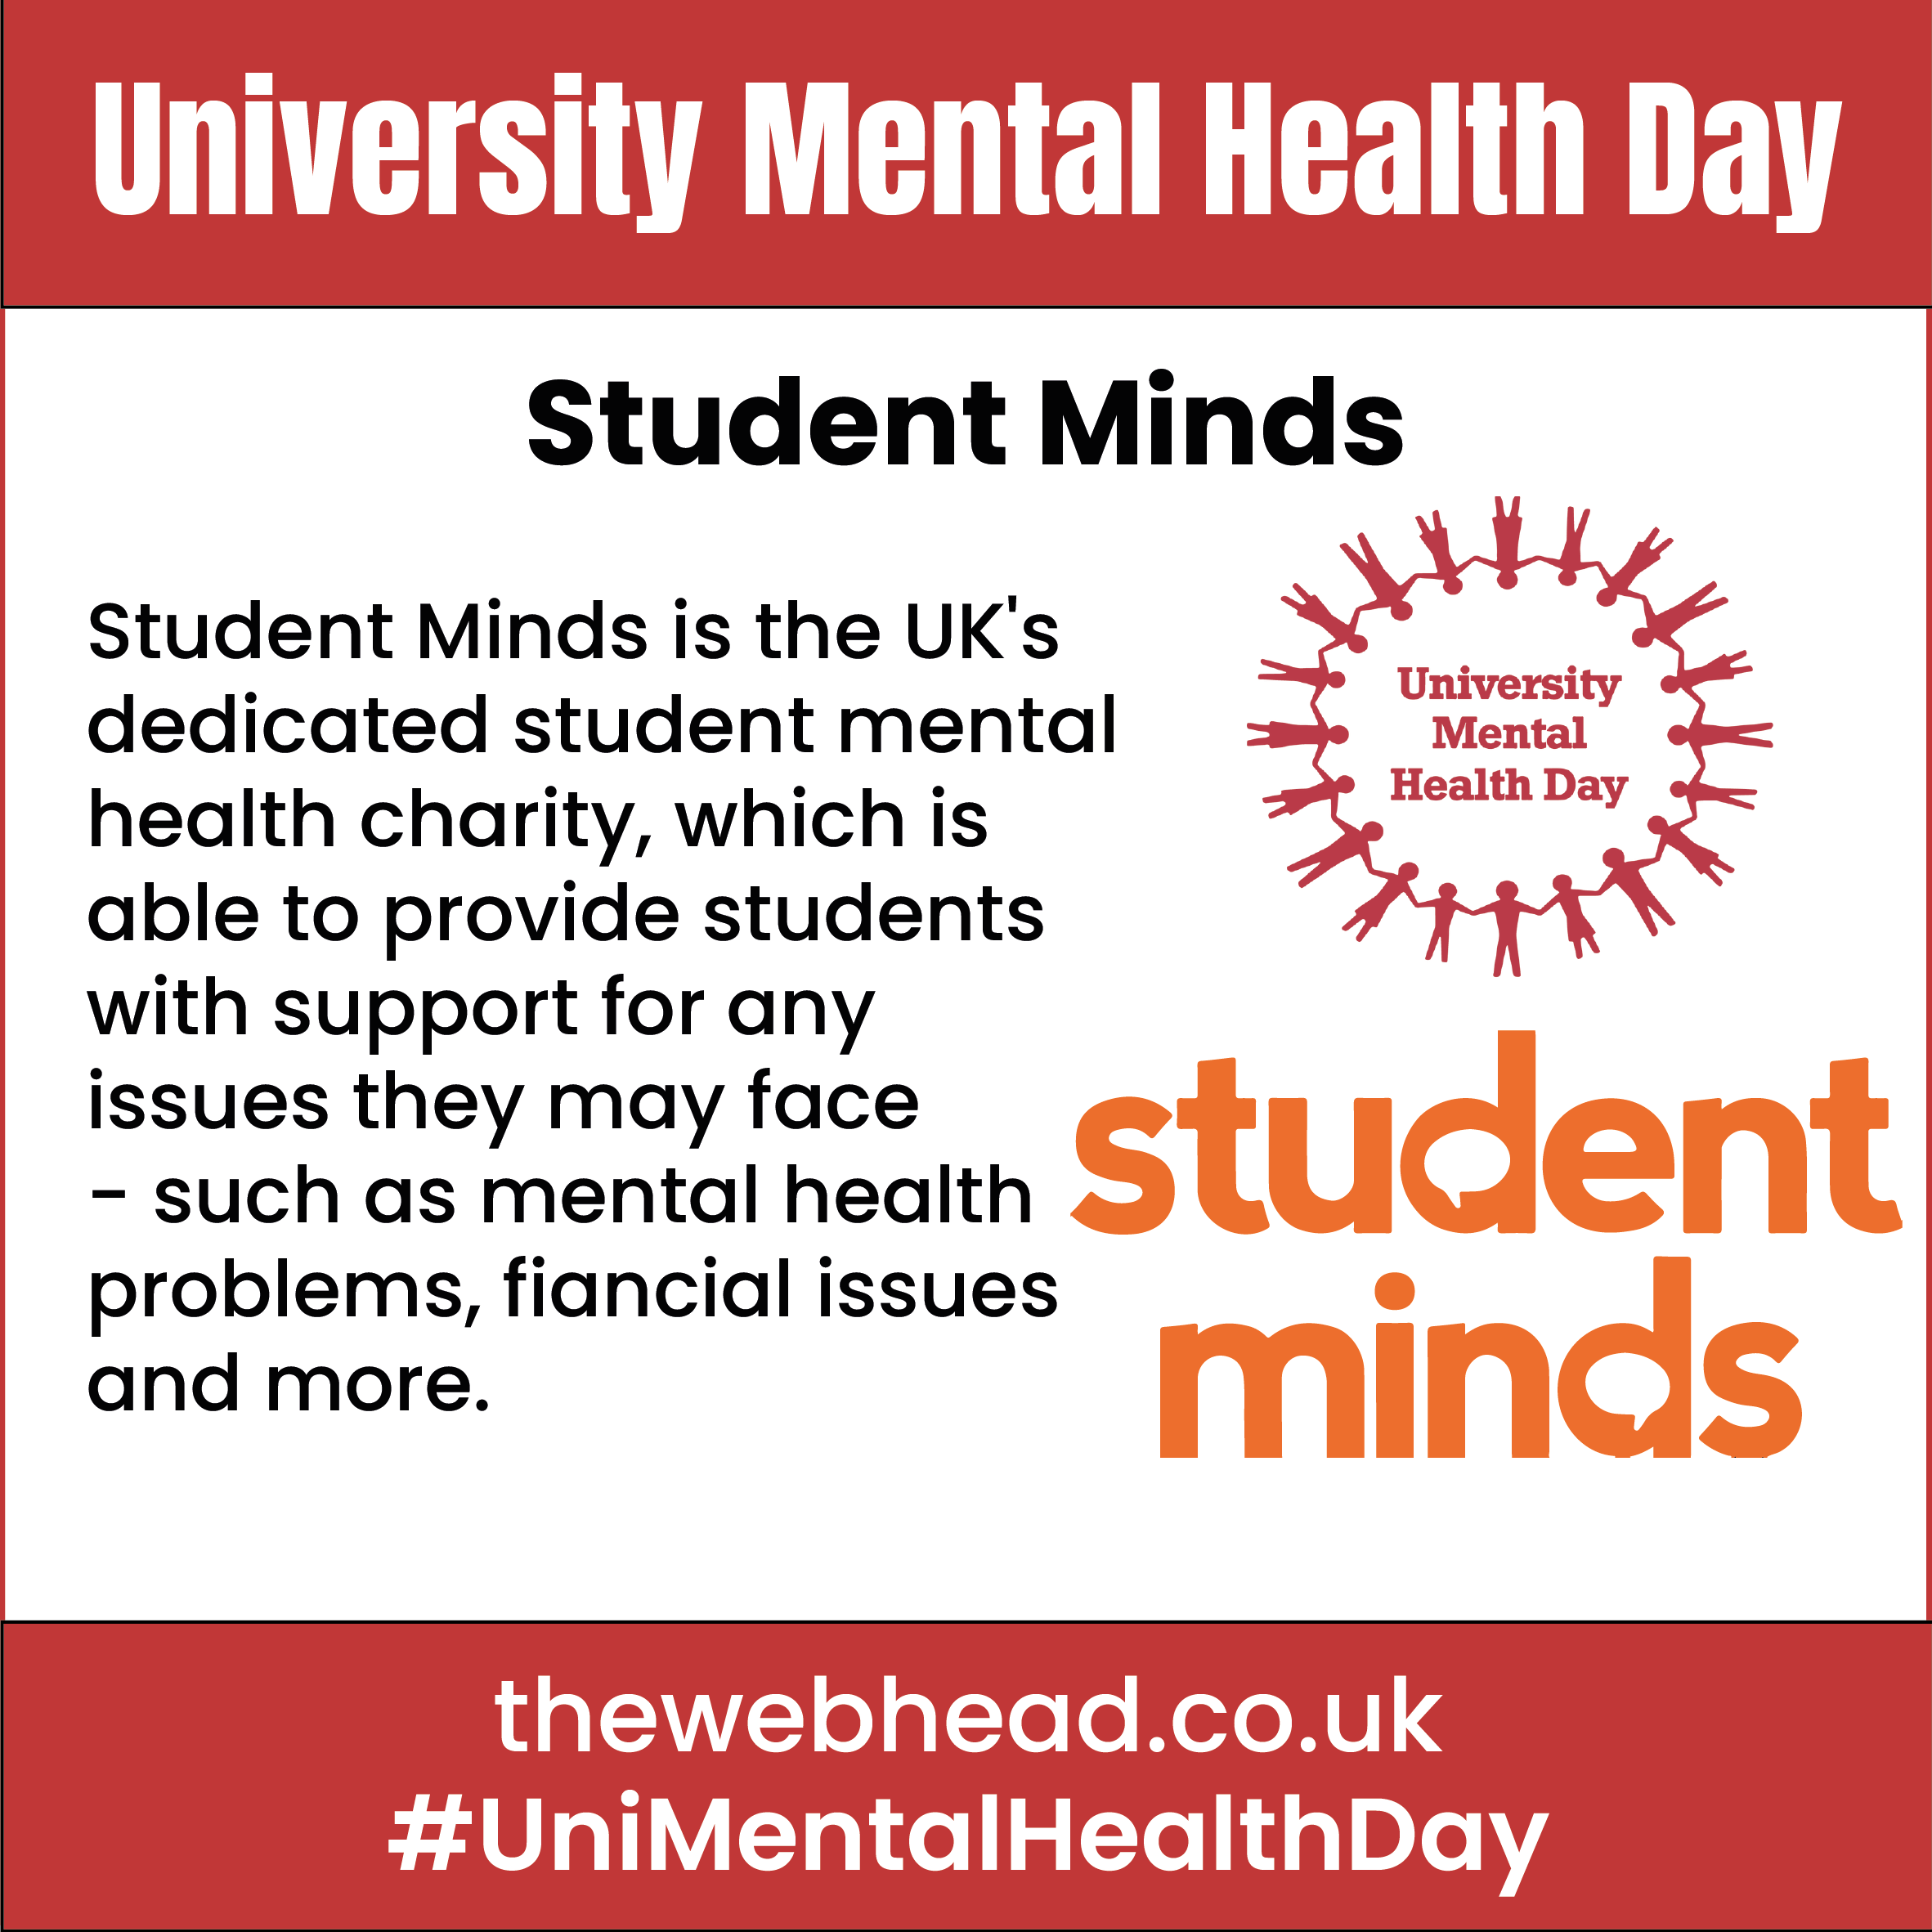 University Mental Health Day
Student Minds
Student Minds is the UK's
dedicated student mental
health charity, which is
able to provide students
with support for any
issues they may face
- such as mental health
problems, fiancial issues
and more.
University
Mental
Health Day
student
minds
thewebhead.co.uk
#UniMentalHealthDay